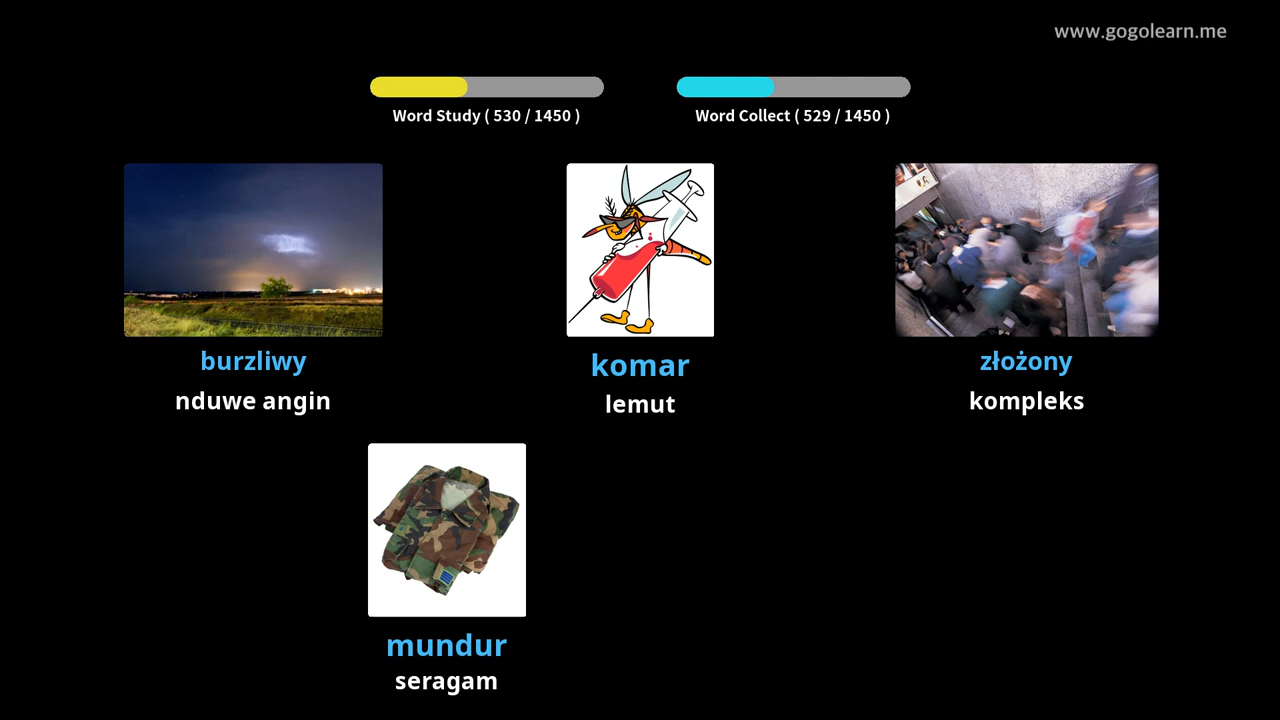 www.gogolearn.me
Word Study ( 530 / 1450 )
Word Collect ( 529 / 1450 )
burzliwy
nduwe angin
komar
lemut
złożony
kompleks
mundur
seragam